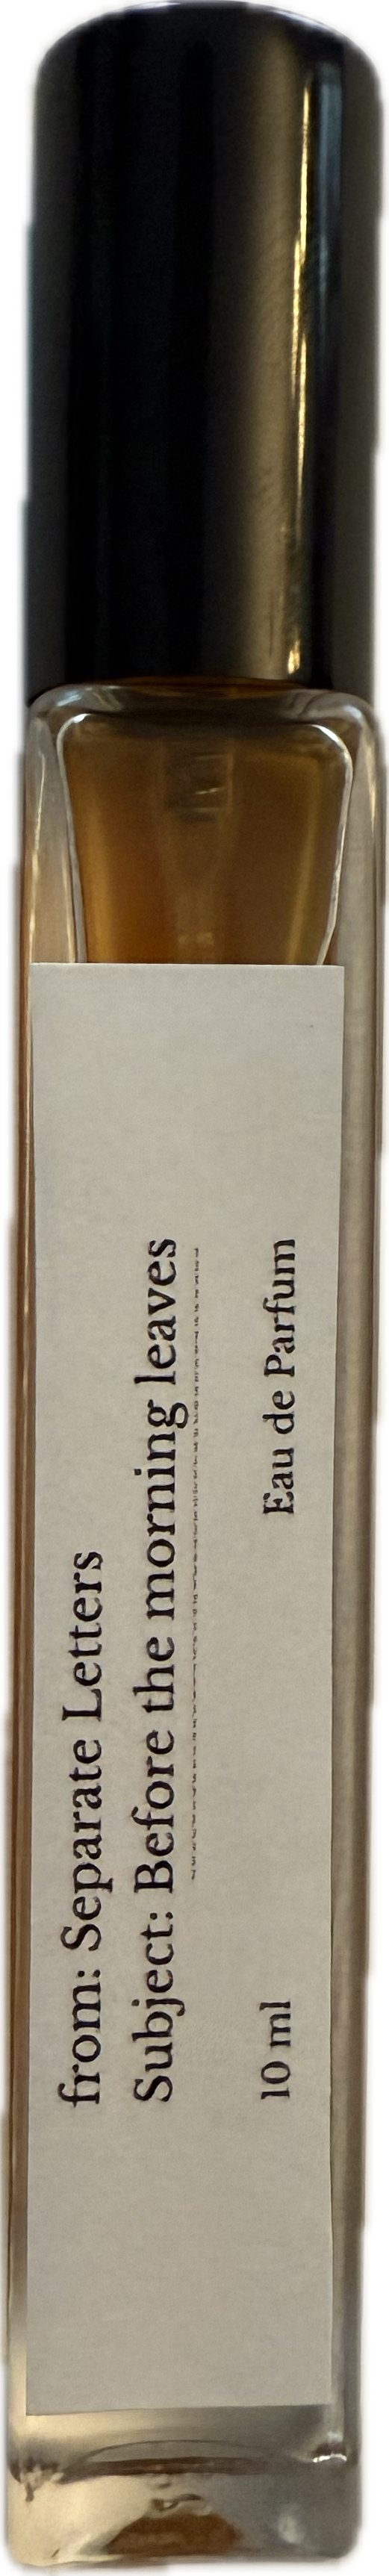 from: Separate Letters
Subject: Before the morning leaves
10 ml Eau de Parfum